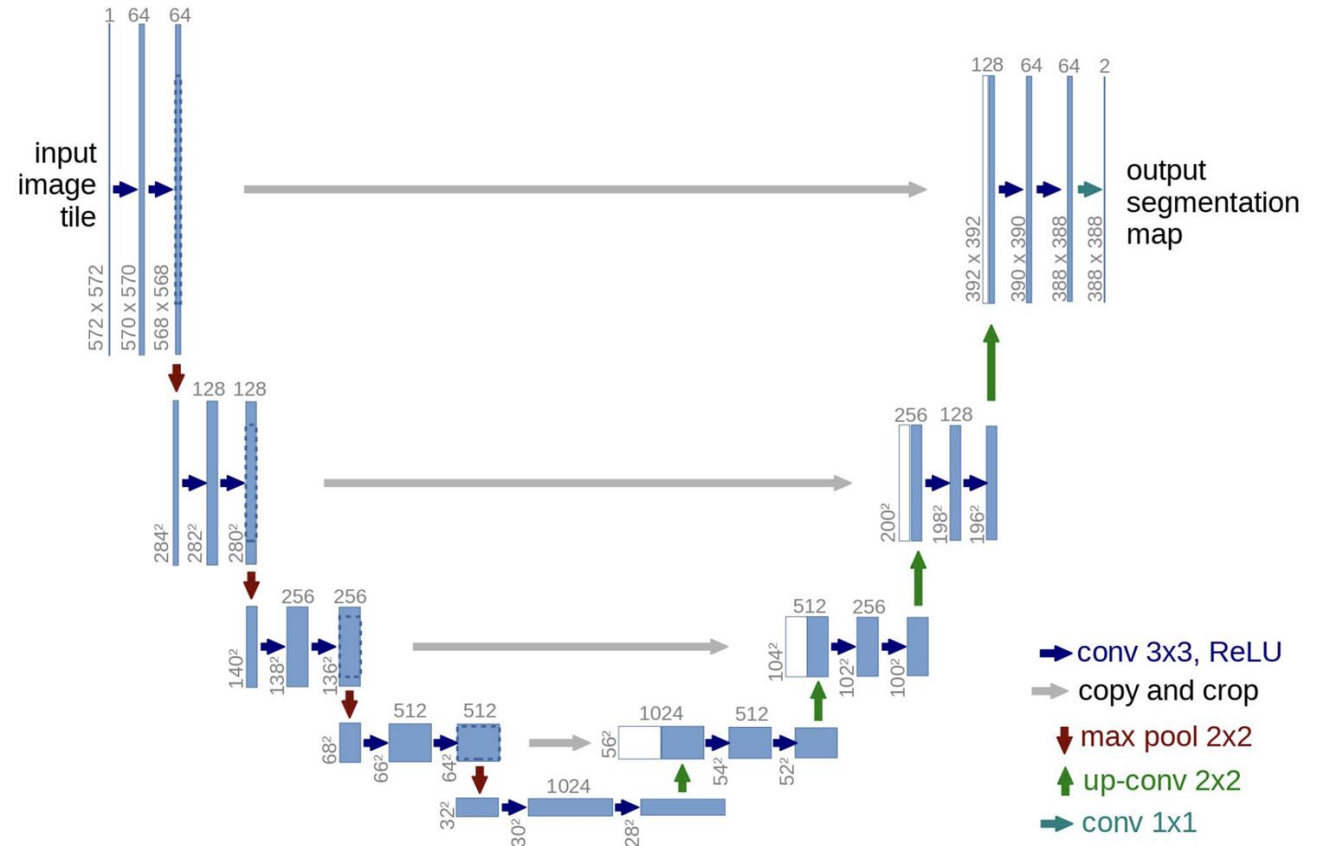 1 64 64
input
image
tile
572 x 572
570 x 570
568 x 568
128 64 64 2
392 x 392
390 x 390
388 x 388
388 x 388
output
segmentation
map
128 128
284²
282²
280²
256 128
200²
198²
196²
256 256
140²
138²
136²
512 256
104²
102²
100²
512 512
68²
66²
64²
1024 512
56²
54²
52²
1024
32²
30²
28²
conv 3x3, ReLU
copy and crop
max pool 2x2
up-conv 2x2
conv 1x1